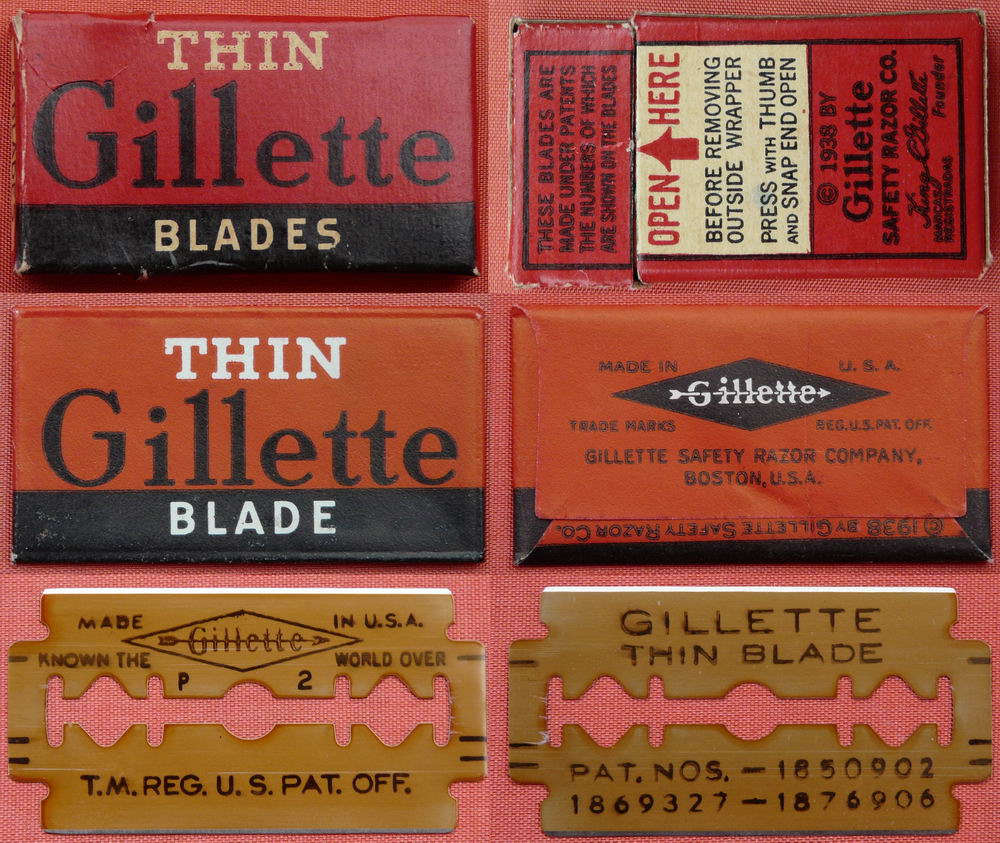 THIN
Gillette
BLADES
THESE BLADES ARE
MADE UNDER PATENTS
THE NUMBERS OF WHICH
ARE SHOWN ON THE BLADES
OPEN HERE
BEFORE REMOVING
OUTSIDE WRAPPER
PRESS WITH THUMB
AND SNAP END OPEN
© 1938 BY
Gillette
SAFETY RAZOR CO.
King C Gillette
Founder
MARCAS
REGISTRADAS
THIN
Gillette
BLADE
MADE IN U. S. A.
Gillette
TRADE MARKS REG. U.S. PAT. OFF.
GILLETTE SAFETY RAZOR COMPANY,
BOSTON, U.S.A.
© 1938 BY GILLETTE SAFETY RAZOR CO.
MADE IN U.S.A.
Gillette
KNOWN THE WORLD OVER
P 2
T.M. REG. U. S. PAT. OFF.
GILLETTE
THIN BLADE
PAT. NOS. — 1850902
1869327 — 1876906